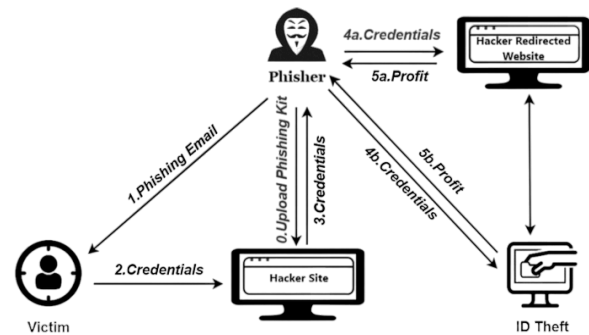 4a.Credentials
Hacker Redirected
Website
5a.Profit
Phisher
1.Phishing Email
0.Upload Phishing Kit
3.Credentials
5b.Profit
4b.Credentials
2.Credentials
Hacker Site
Victim
ID Theft